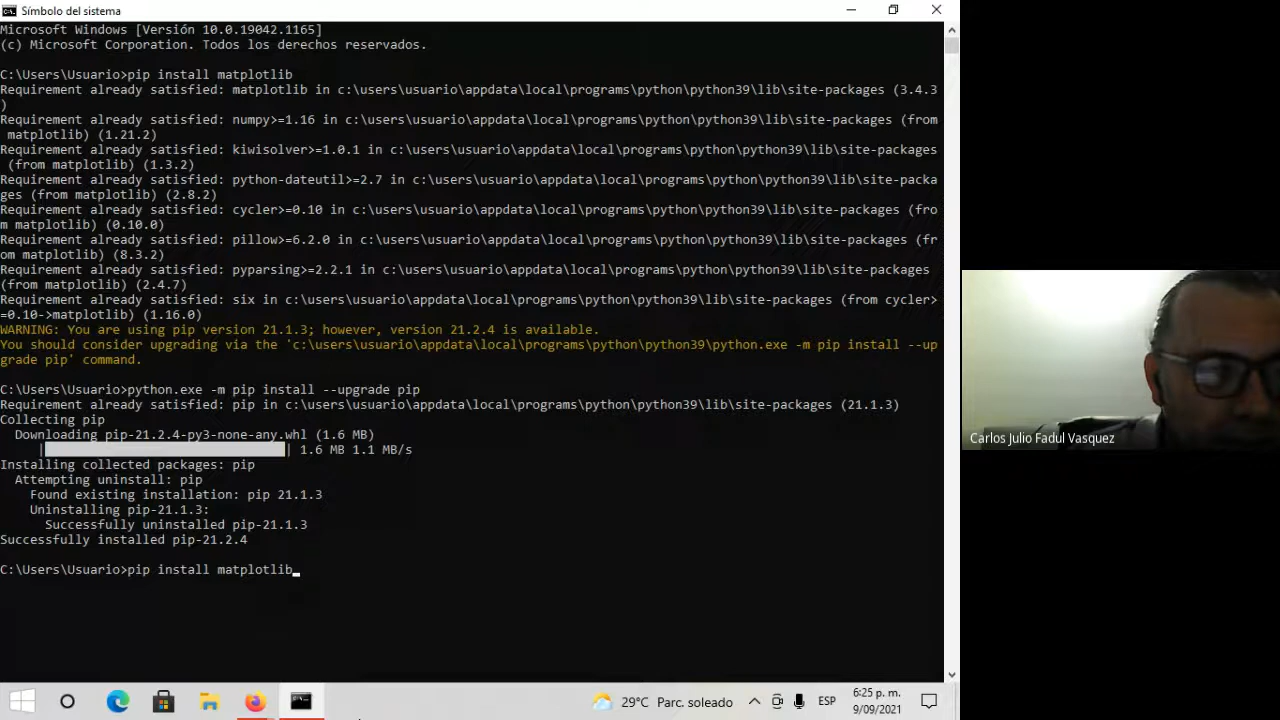 Símbolo del sistema
Microsoft Windows [Versión 10.0.19042.1165]
(c) Microsoft Corporation. Todos los derechos reservados.
C:\Users\Usuario>pip install matplotlib
Requirement already satisfied: matplotlib in c:\users\usuario\appdata\local\programs\python\python39\lib\site-packages (3.4.3
)
Requirement already satisfied: numpy>=1.16 in c:\users\usuario\appdata\local\programs\python\python39\lib\site-packages (from
 matplotlib) (1.21.2)
Requirement already satisfied: kiwisolver>=1.0.1 in c:\users\usuario\appdata\local\programs\python\python39\lib\site-packages
 (from matplotlib) (1.3.2)
Requirement already satisfied: python-dateutil>=2.7 in c:\users\usuario\appdata\local\programs\python\python39\lib\site-packa
ges (from matplotlib) (2.8.2)
Requirement already satisfied: cycler>=0.10 in c:\users\usuario\appdata\local\programs\python\python39\lib\site-packages (fro
m matplotlib) (0.10.0)
Requirement already satisfied: pillow>=6.2.0 in c:\users\usuario\appdata\local\programs\python\python39\lib\site-packages (fr
om matplotlib) (8.3.2)
Requirement already satisfied: pyparsing>=2.2.1 in c:\users\usuario\appdata\local\programs\python\python39\lib\site-packages
(from matplotlib) (2.4.7)
Requirement already satisfied: six in c:\users\usuario\appdata\local\programs\python\python39\lib\site-packages (from cycler>
=0.10->matplotlib) (1.16.0)
WARNING: You are using pip version 21.1.3; however, version 21.2.4 is available.
You should consider upgrading via the 'c:\users\usuario\appdata\local\programs\python\python39\python.exe -m pip install --up
grade pip' command.
C:\Users\Usuario>python.exe -m pip install --upgrade pip
Requirement already satisfied: pip in c:\users\usuario\appdata\local\programs\python\python39\lib\site-packages (21.1.3)
Collecting pip
  Downloading pip-21.2.4-py3-none-any.whl (1.6 MB)
     | | 1.6 MB 1.1 MB/s
Installing collected packages: pip
  Attempting uninstall: pip
    Found existing installation: pip 21.1.3
    Uninstalling pip-21.1.3:
      Successfully uninstalled pip-21.1.3
Successfully installed pip-21.2.4
C:\Users\Usuario>pip install matplotlib_
Carlos Julio Fadul Vasquez
29°C Parc. soleado
ESP
6:25 p. m.
9/09/2021